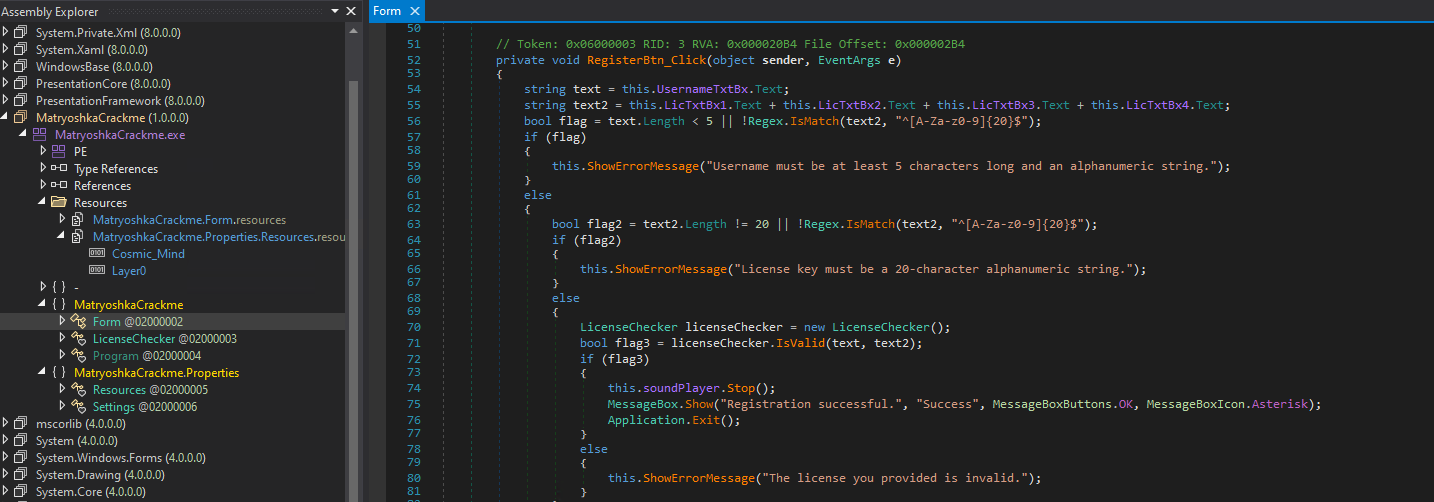 Assembly Explorer
System.Private.Xml (8.0.0.0)
System.Xaml (8.0.0.0)
WindowsBase (8.0.0.0)
PresentationCore (8.0.0.0)
PresentationFramework (8.0.0.0)
MatryoshkaCrackme (1.0.0.0)
MatryoshkaCrackme.exe
PE
Type References
References
Resources
MatryoshkaCrackme.Form.resources
MatryoshkaCrackme.Properties.Resources.resou
Cosmic_Mind
Layer0
{ } -
{ } MatryoshkaCrackme
Form @02000002
LicenseChecker @02000003
Program @02000004
{ } MatryoshkaCrackme.Properties
Resources @02000005
Settings @02000006
mscorlib (4.0.0.0)
System (4.0.0.0)
System.Windows.Forms (4.0.0.0)
System.Drawing (4.0.0.0)
System.Core (4.0.0.0)
Form
50
51 // Token: 0x06000003 RID: 3 RVA: 0x000020B4 File Offset: 0x000002B4
52 private void RegisterBtn_Click(object sender, EventArgs e)
53 {
54 string text = this.UsernameTxtBx.Text;
55 string text2 = this.LicTxtBx1.Text + this.LicTxtBx2.Text + this.LicTxtBx3.Text + this.LicTxtBx4.Text;
56 bool flag = text.Length < 5 || !Regex.IsMatch(text2, "^[A-Za-z0-9]{20}$");
57 if (flag)
58 {
59 this.ShowErrorMessage("Username must be at least 5 characters long and an alphanumeric string.");
60 }
61 else
62 {
63 bool flag2 = text2.Length != 20 || !Regex.IsMatch(text2, "^[A-Za-z0-9]{20}$");
64 if (flag2)
65 {
66 this.ShowErrorMessage("License key must be a 20-character alphanumeric string.");
67 }
68 else
69 {
70 LicenseChecker licenseChecker = new LicenseChecker();
71 bool flag3 = licenseChecker.IsValid(text, text2);
72 if (flag3)
73 {
74 this.soundPlayer.Stop();
75 MessageBox.Show("Registration successful.", "Success", MessageBoxButtons.OK, MessageBoxIcon.Asterisk);
76 Application.Exit();
77 }
78 else
79 {
80 this.ShowErrorMessage("The license you provided is invalid.");
81 }